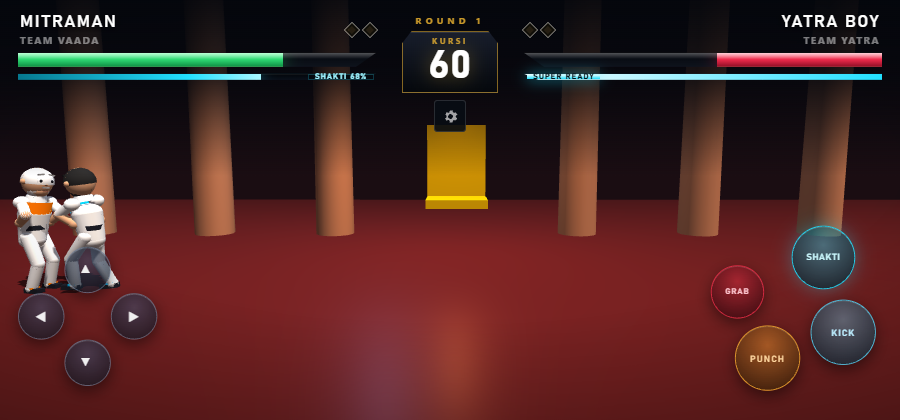 MITRAMAN
TEAM VAADA
SHAKTI 68%
ROUND 1
KURSI
60
YATRA BOY
TEAM YATRA
SUPER READY
SHAKTI
GRAB
KICK
PUNCH